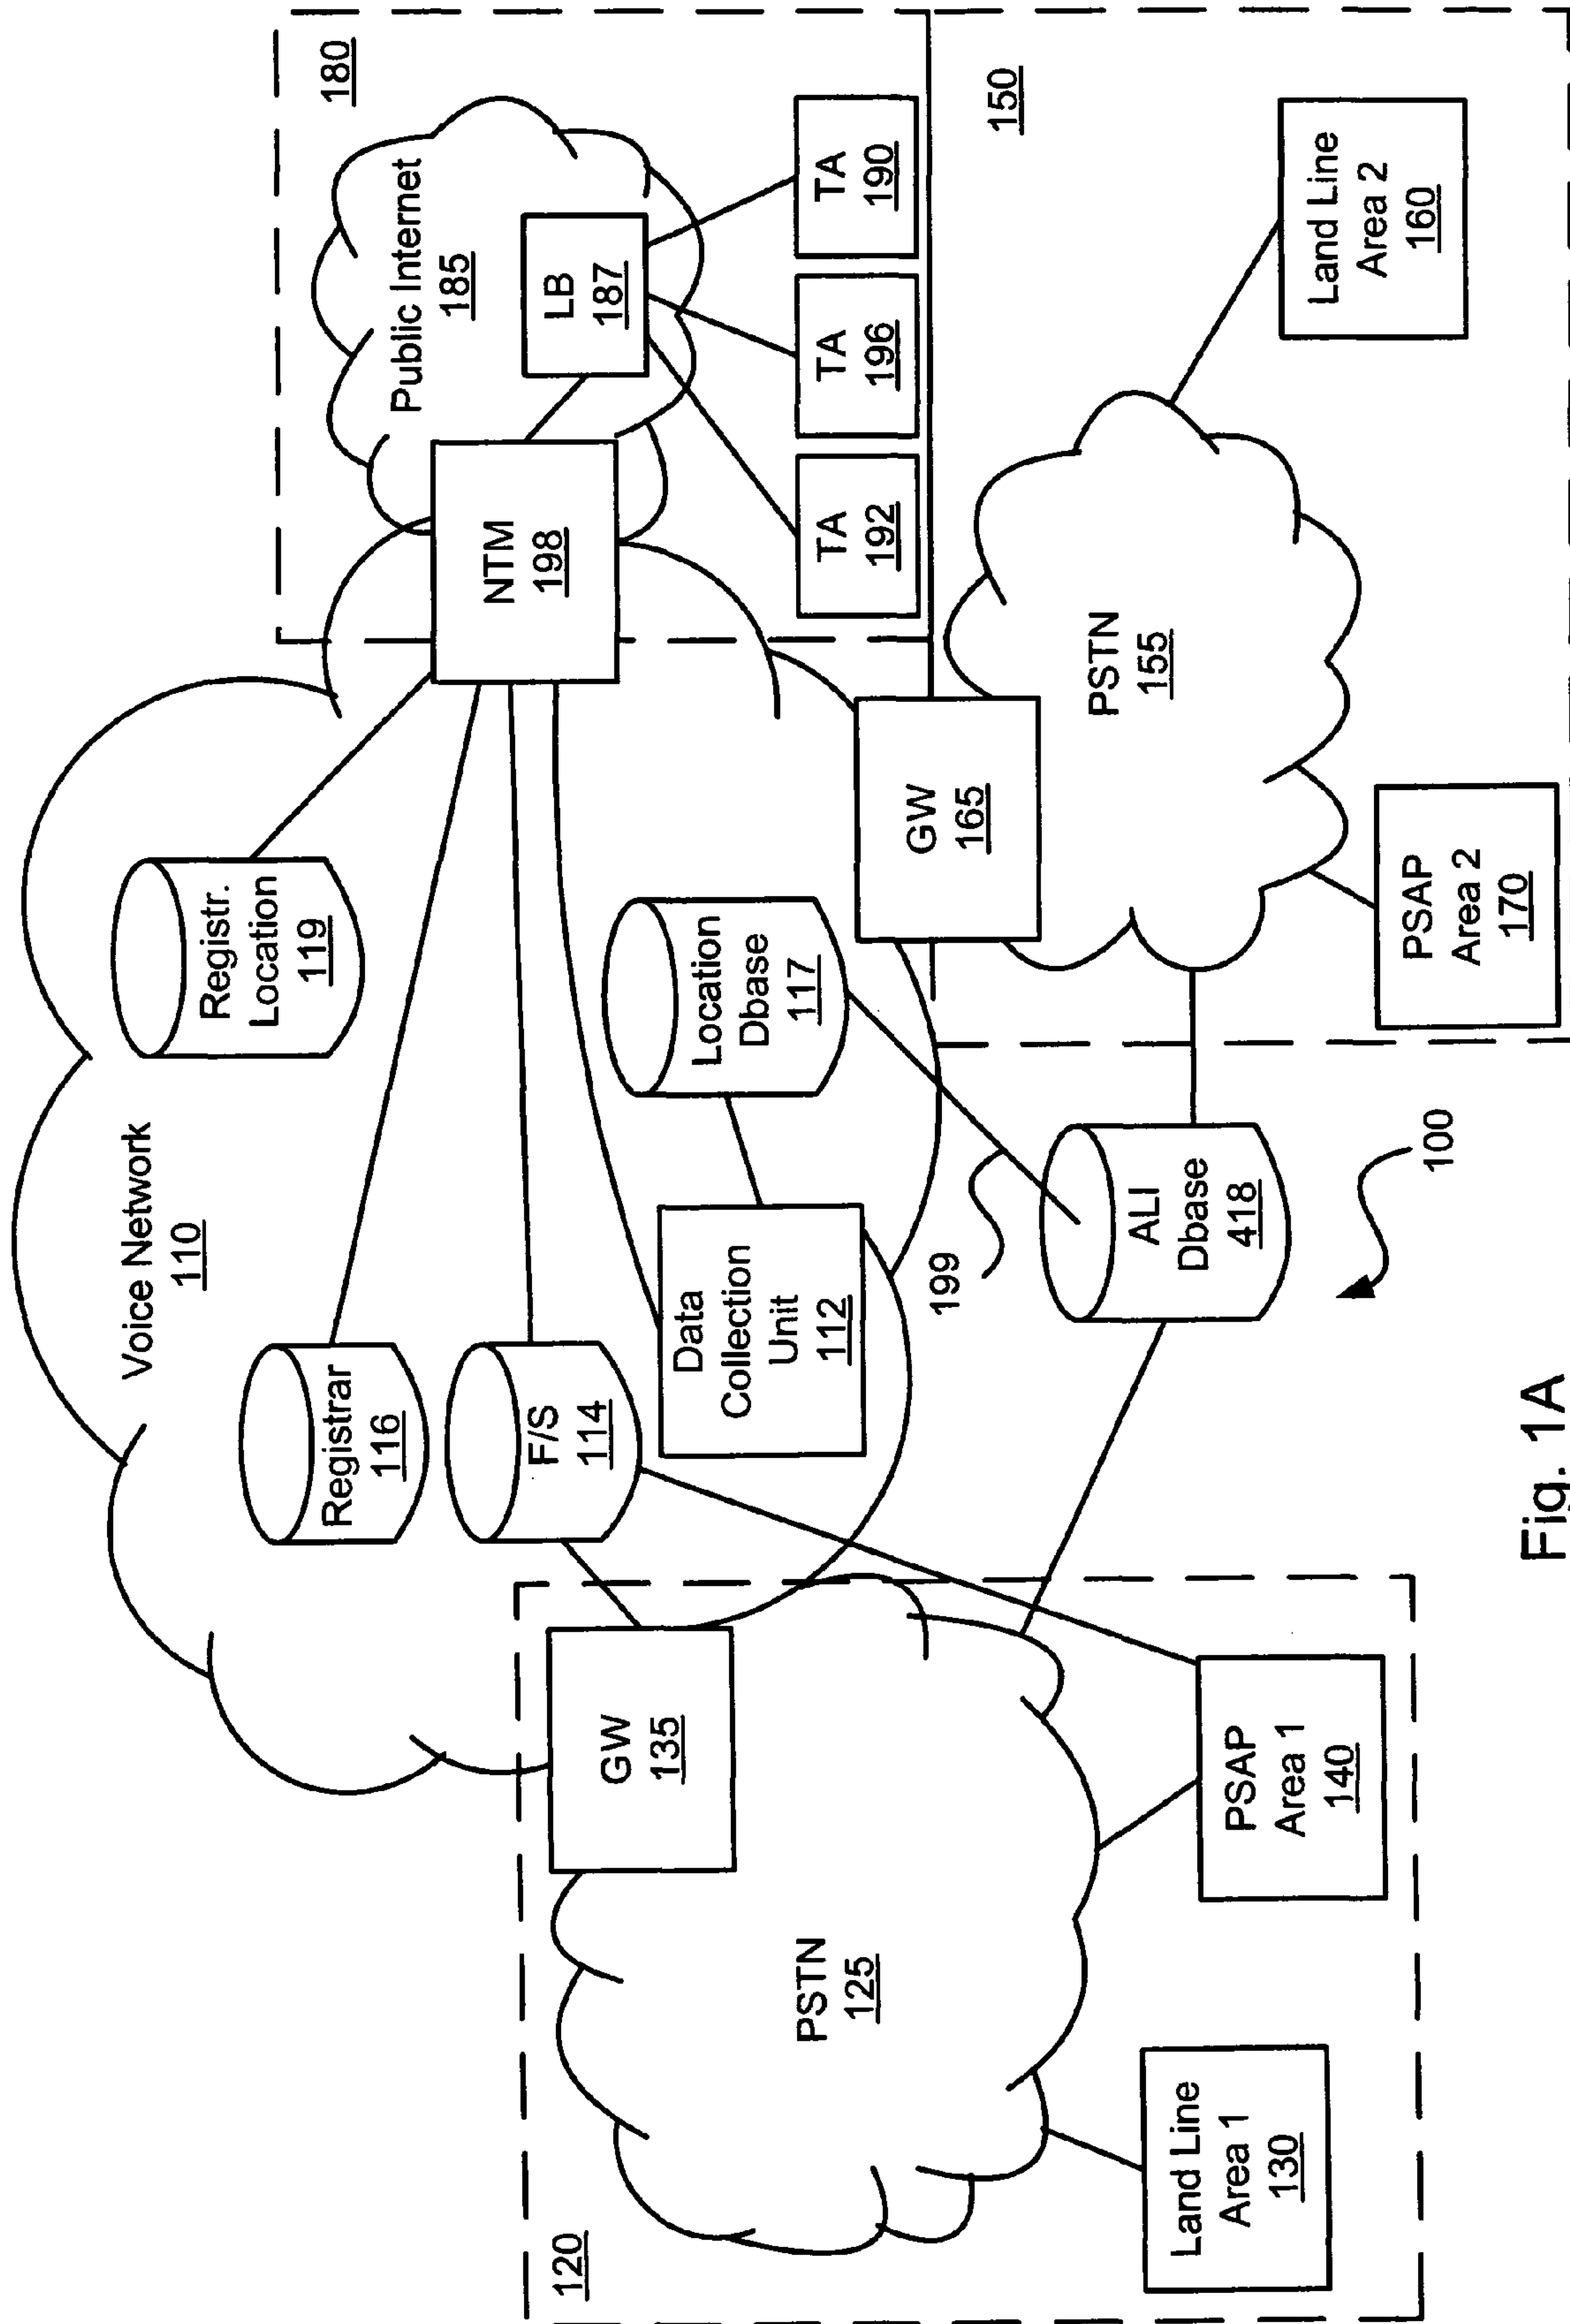 Voice Network
110
180
Public Internet
185
LB
187
NTM
198
TA
192
TA
196
TA
190
Registr.
Location
119
Registrar
116
F/S
114
Data
Collection
Unit
112
Location
Dbase
117
GW
135
120
PSTN
125
Land Line
Area 1
130
PSAP
Area 1
140
199
ALI
Dbase
418
100
GW
165
150
PSTN
155
Land Line
Area 2
160
PSAP
Area 2
170
Fig. 1A